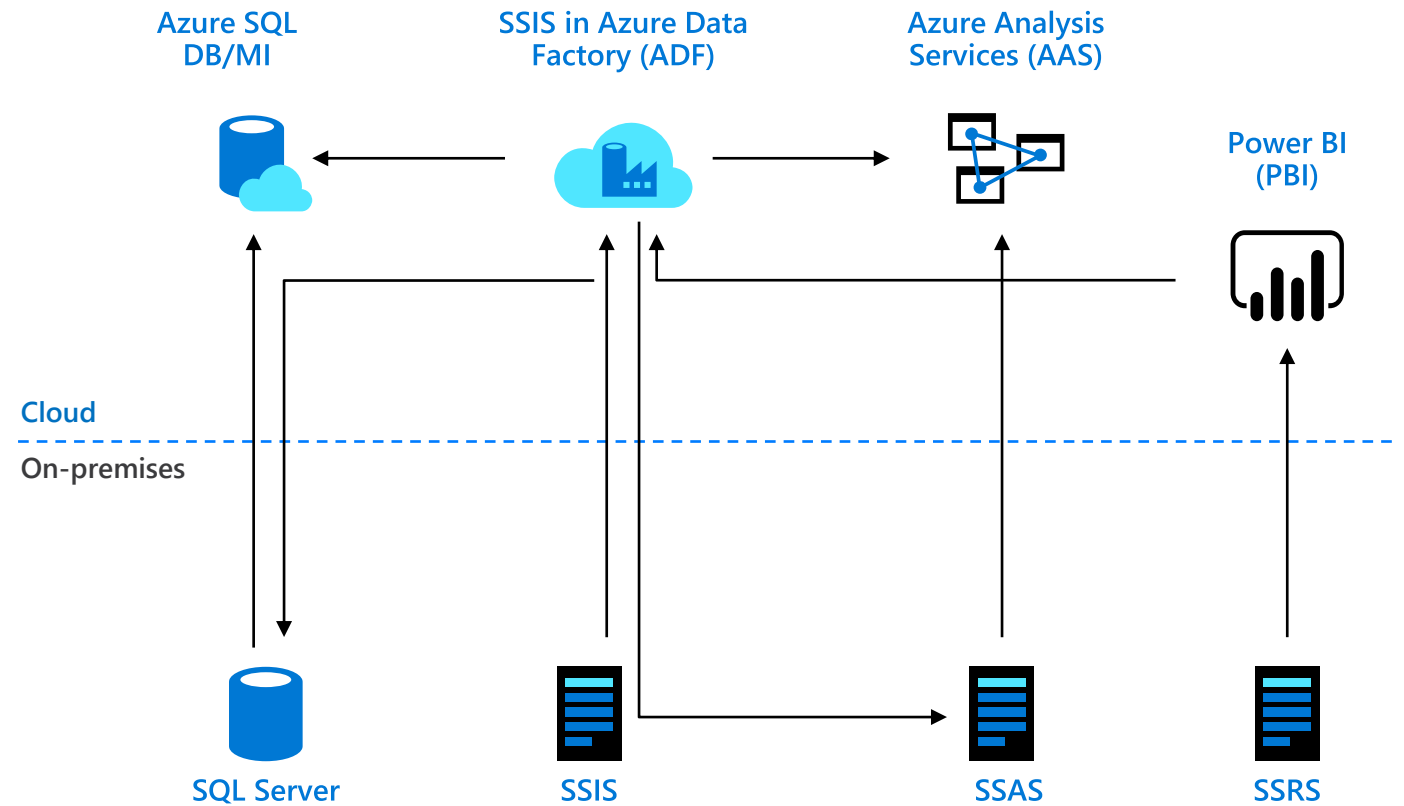 Azure SQL
DB/MI
SSIS in Azure Data
Factory (ADF)
Azure Analysis
Services (AAS)
Power BI
(PBI)
Cloud
On-premises
SQL Server
SSIS
SSAS
SSRS